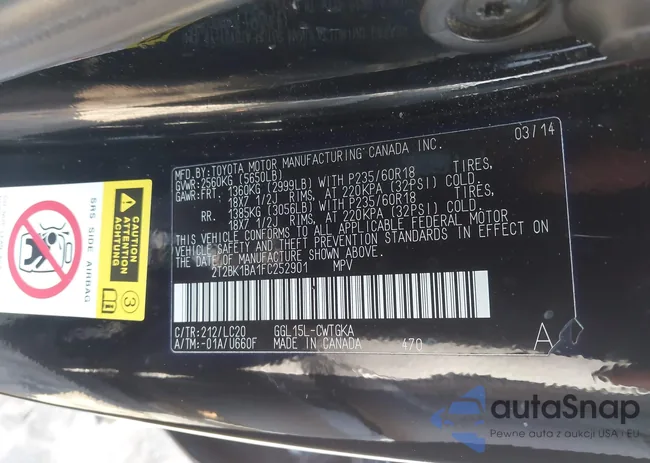 03/14
MFD.BY:TOYOTA MOTOR MANUFACTURING CANADA INC.
GVWR:2560KG (5650LB)
GAWR:FRT. 1360KG (2999LB) WITH P235/60R18 TIRES,
18X7 1/2J RIMS, AT 220KPA (32PSI) COLD.
RR. 1385KG (3056LB) WITH P235/60R18 TIRES,
18X7 1/2J RIMS, AT 220KPA (32PSI) COLD.
THIS VEHICLE CONFORMS TO ALL APPLICABLE FEDERAL MOTOR
VEHICLE SAFETY AND THEFT PREVENTION STANDARDS IN EFFECT ON
THE DATE OF MANUFACTURE SHOWN ABOVE.
2T2BK1BA1FC252901 MPV
C/TR:212/LC20 GGL15L-CWTGKA
A/TM:-01A/U660F MADE IN CANADA 470 A
CAUTION
ATTENTION
ACHTUNG
3
SRS SIDE AIRBAG
autoSnap
Pewne auta z aukcji USA i EU